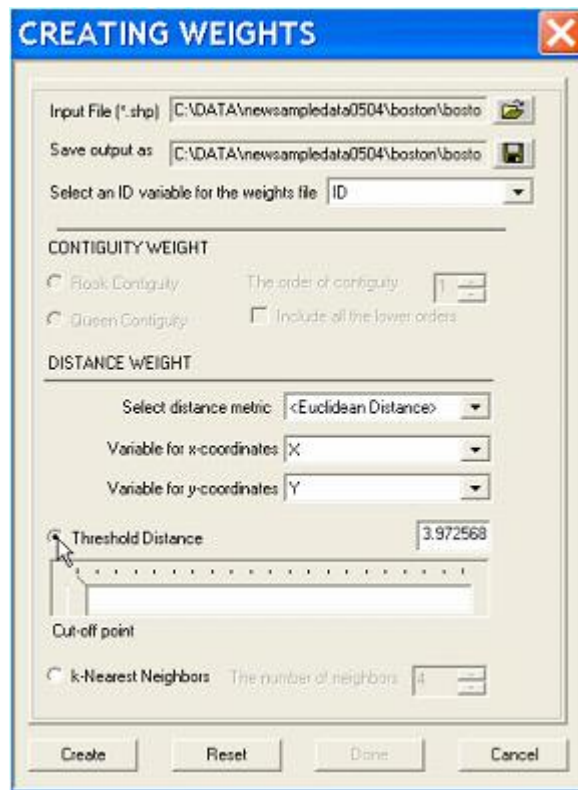 CREATING WEIGHTS
Input File (*.shp) C:\DATA\newsampledata0504\boston\bosto
Save output as C:\DATA\newsampledata0504\boston\bosto
Select an ID variable for the weights file ID
CONTIGUITY WEIGHT
Rook Contiguity The order of contiguity 1
Queen Contiguity Include all the lower orders
DISTANCE WEIGHT
Select distance metric <Euclidean Distance>
Variable for x-coordinates X
Variable for y-coordinates Y
Threshold Distance 3.972568
Cut-off point
k-Nearest Neighbors The number of neighbors 4
Create Reset Done Cancel